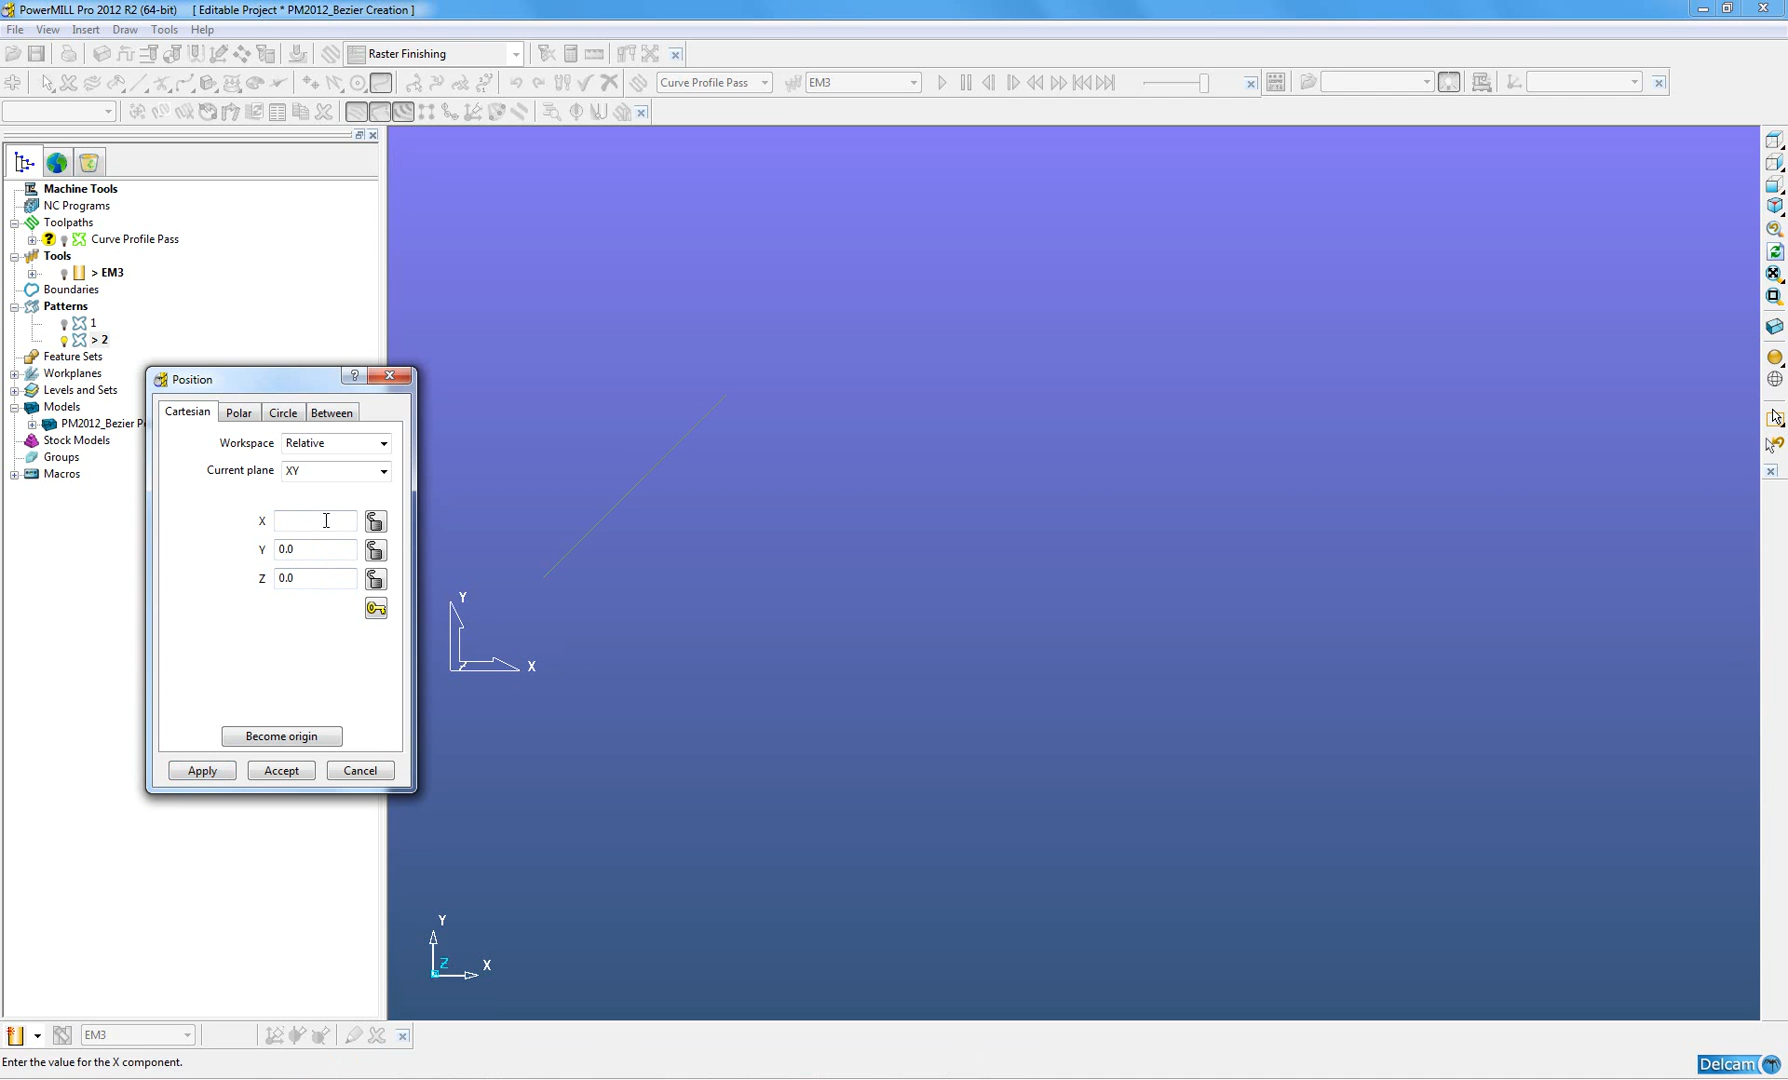 PowerMILL Pro 2012 R2 (64-bit) [ Editable Project * PM2012_Bezier Creation ]
File View Insert Draw Tools Help
Raster Finishing
Curve Profile Pass EM3
Machine Tools
NC Programs
Toolpaths
? Curve Profile Pass
Tools
> EM3
Boundaries
Patterns
1
> 2
Feature Sets
Workplanes
Levels and Sets
Models
PM2012_Bezier P
Stock Models
Groups
Macros
Position ?
Cartesian Polar Circle Between
Workspace Relative
Current plane XY
X
Y 0.0
Z 0.0
Become origin
Apply Accept Cancel
Y
X
Y
Z X
EM3
Enter the value for the X component.
Delcam